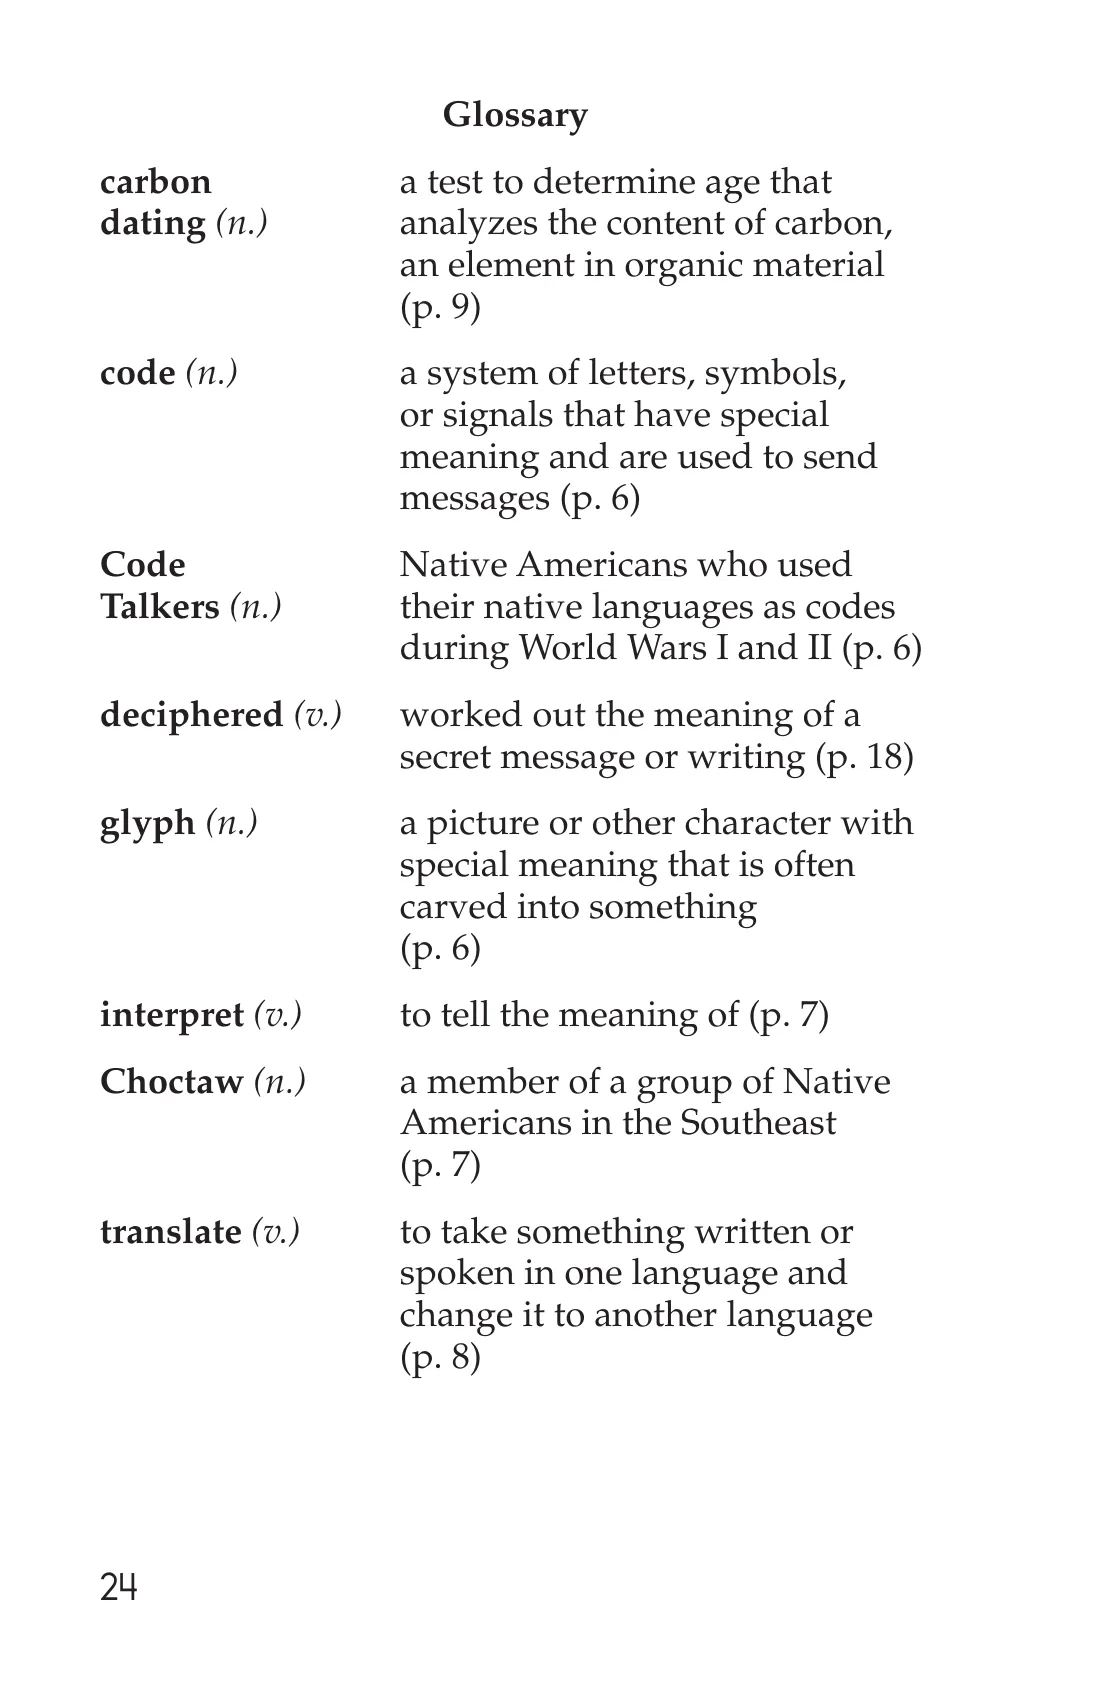 Glossary
carbon a test to determine age that
dating (n.) analyzes the content of carbon,
an element in organic material
(p. 9)
code (n.) a system of letters, symbols,
or signals that have special
meaning and are used to send
messages (p. 6)
Code Native Americans who used
Talkers (n.) their native languages as codes
during World Wars I and II (p. 6)
deciphered (v.) worked out the meaning of a
secret message or writing (p. 18)
glyph (n.) a picture or other character with
special meaning that is often
carved into something
(p. 6)
interpret (v.) to tell the meaning of (p. 7)
Choctaw (n.) a member of a group of Native
Americans in the Southeast
(p. 7)
translate (v.) to take something written or
spoken in one language and
change it to another language
(p. 8)
24